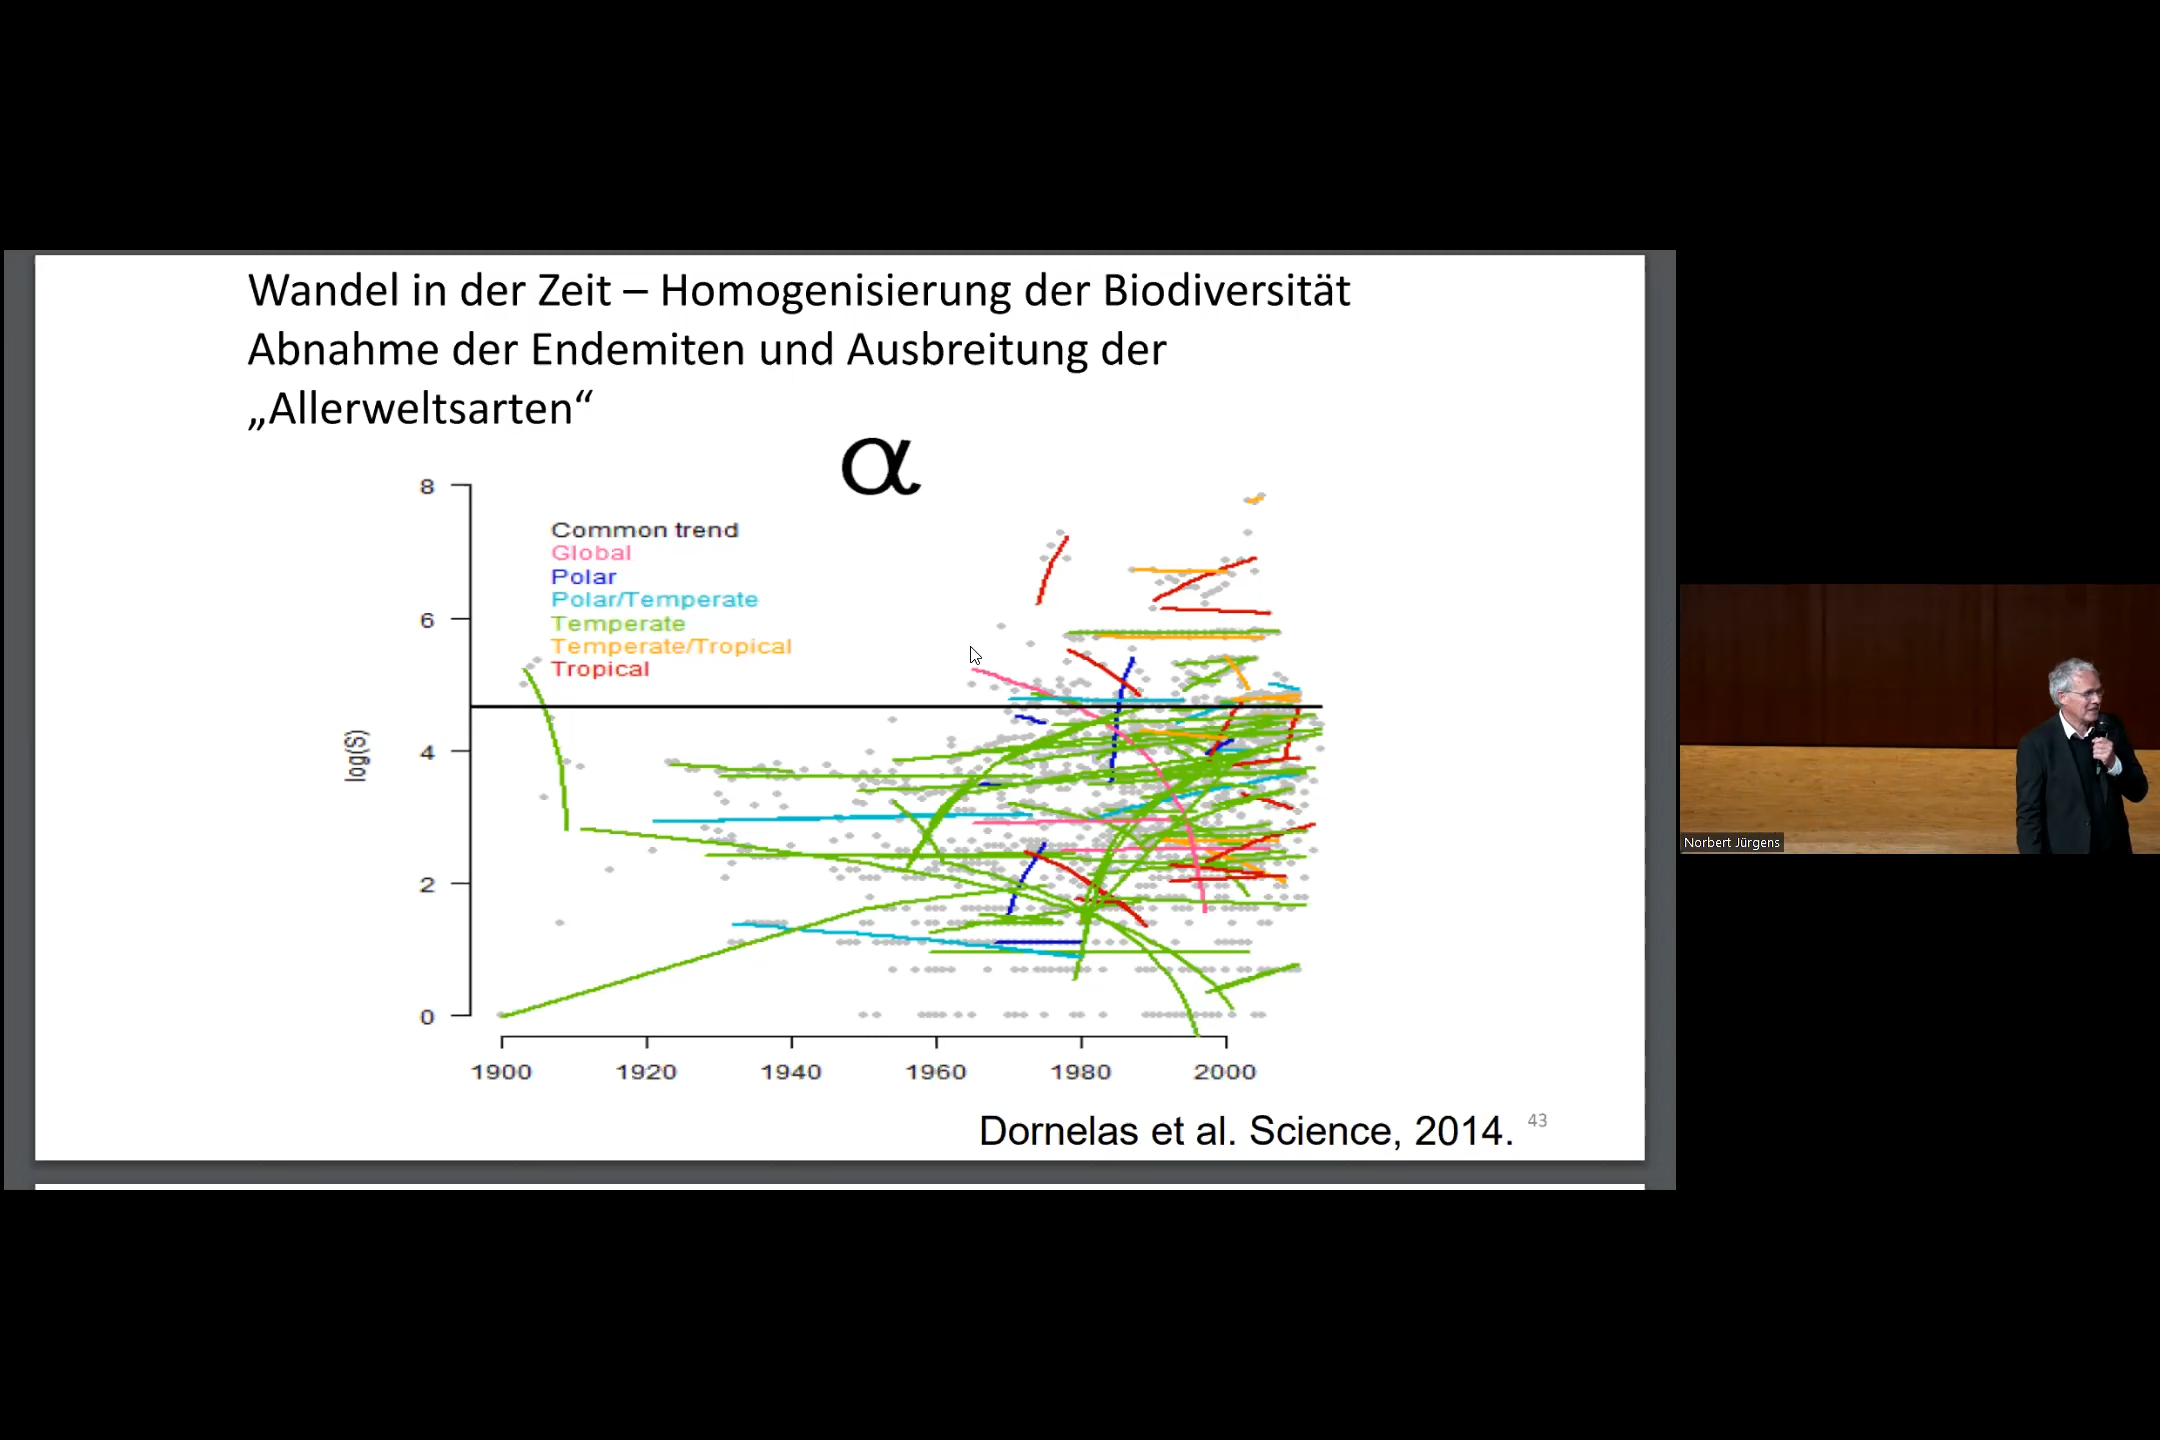 Wandel in der Zeit – Homogenisierung der Biodiversität
Abnahme der Endemiten und Ausbreitung der
„Allerweltsarten“
α
8
6
4
2
0
log(S)
Common trend
Global
Polar
Polar/Temperate
Temperate
Temperate/Tropical
Tropical
1900 1920 1940 1960 1980 2000
Dornelas et al. Science, 2014.
43
Norbert Jürgens